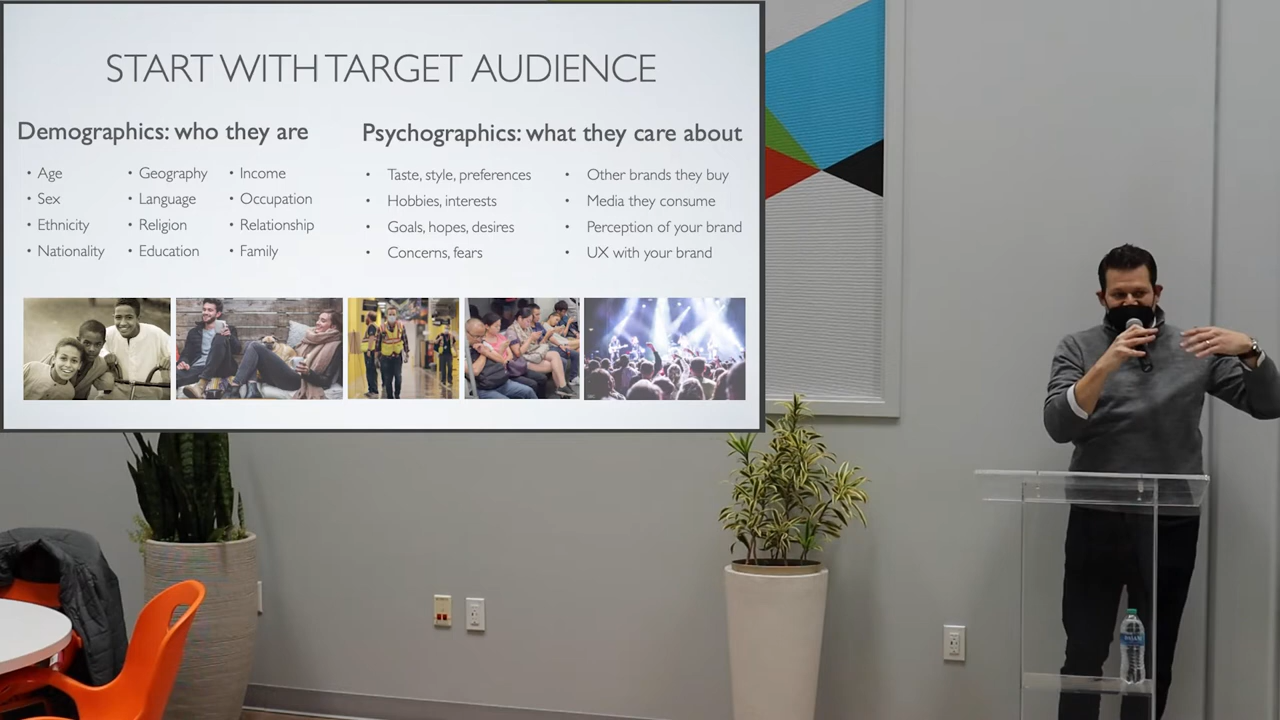 START WITH TARGET AUDIENCE
Demographics: who they are
• Age
• Sex
• Ethnicity
• Nationality
• Geography
• Language
• Religion
• Education
• Income
• Occupation
• Relationship
• Family
Psychographics: what they care about
• Taste, style, preferences
• Hobbies, interests
• Goals, hopes, desires
• Concerns, fears
• Other brands they buy
• Media they consume
• Perception of your brand
• UX with your brand